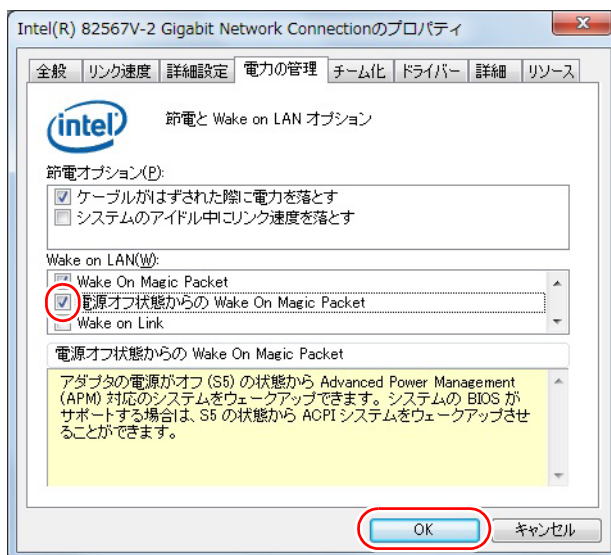 Intel(R) 82567V-2 Gigabit Network Connectionのプロパティ
全般 リンク速度 詳細設定 電力の管理 チーム化 ドライバー 詳細 リソース
intel
節電と Wake on LAN オプション
節電オプション(P):
ケーブルがはずされた際に電力を落とす
システムのアイドル中にリンク速度を落とす
Wake on LAN(W):
Wake On Magic Packet
電源オフ状態からの Wake On Magic Packet
Wake on Link
電源オフ状態からの Wake On Magic Packet
アダプタの電源がオフ (S5) の状態から Advanced Power Management
(APM) 対応のシステムをウェークアップできます。システムの BIOS が
サポートする場合は、S5 の状態から ACPI システムをウェークアップさせ
ることができます。
OK キャンセル